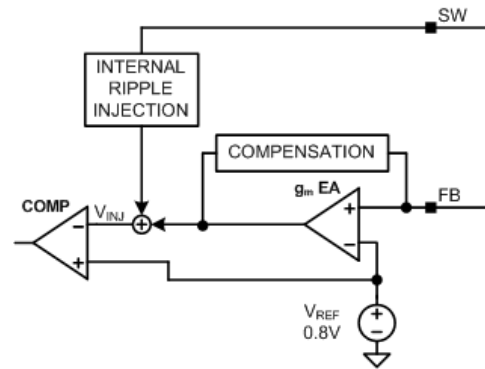 SW
INTERNAL
RIPPLE
INJECTION
COMPENSATION
gm EA
FB
COMP
VINJ
+
+
−
−
+
VREF
0.8V
+
−